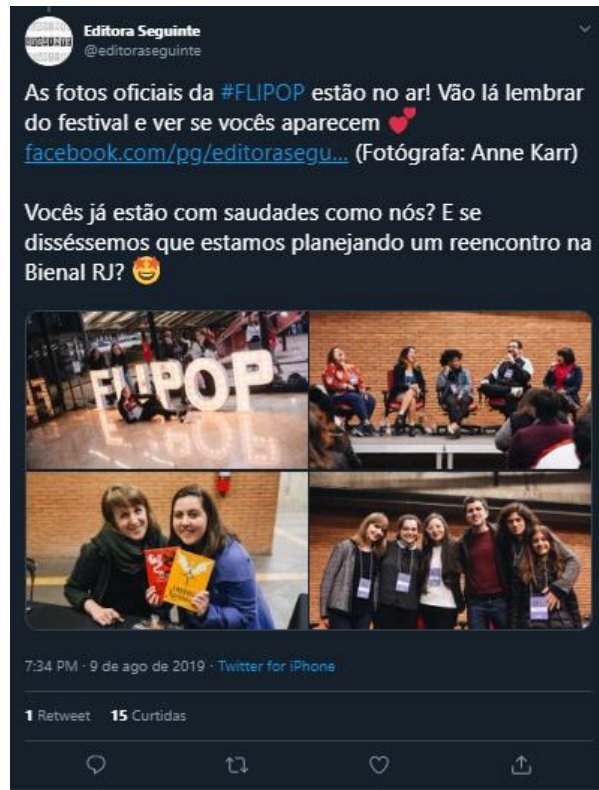 Editora Seguinte
@editoraseguinte
As fotos oficiais da #FLIPOP estão no ar! Vão lá lembrar
do festival e ver se vocês aparecem 💕
facebook.com/pg/editorasegu... (Fotógrafa: Anne Karr)
Vocês já estão com saudades como nós? E se
disséssemos que estamos planejando um reencontro na
Bienal RJ? 🤩
FLIPOP
7:34 PM · 9 de ago de 2019 · Twitter for iPhone
1 Retweet 15 Curtidas